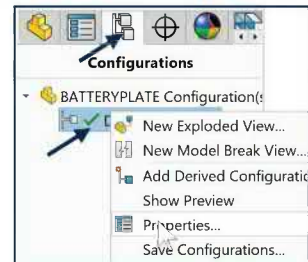 Configurations
BATTERYPLATE Configuration(s
New Exploded View...
New Model Break View...
Add Derived Configuratio
Show Preview
Properties...
Save Configurations...